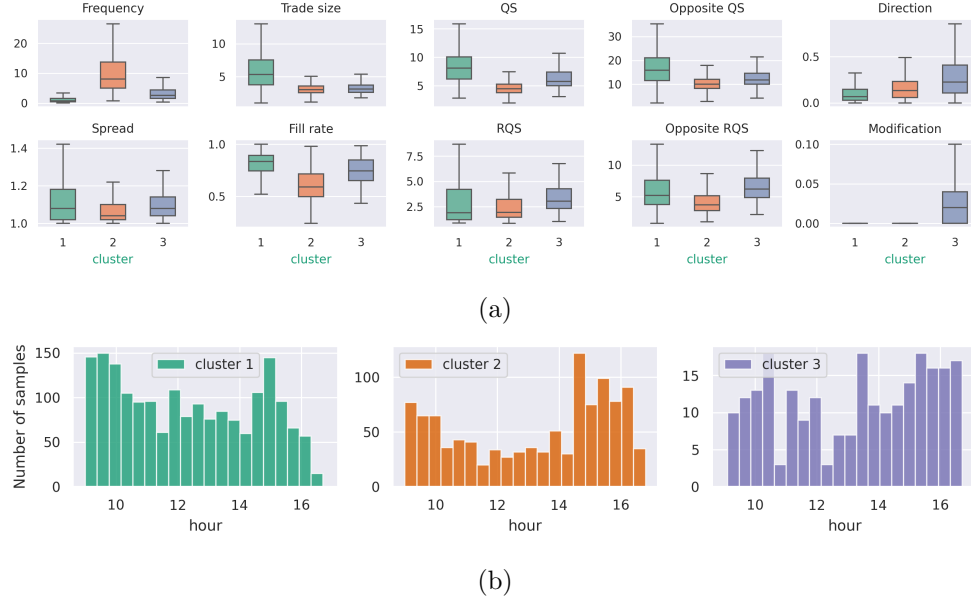 Frequency Trade size QS Opposite QS Direction
20 10 0
10 5
15 10 5
30 20 10
0.5 0.0
Spread Fill rate RQS Opposite RQS Modification
1.4 1.2 1.0
1.0 0.5
7.5 5.0 2.5
10 5
0.10 0.05 0.00
1 2 3 1 2 3 1 2 3 1 2 3 1 2 3
cluster cluster cluster cluster cluster
(a)
Number of samples
150 100 50 0
cluster 1
10 12 14 16
hour
100 50 0
cluster 2
10 12 14 16
hour
15 10 5 0
cluster 3
10 12 14 16
hour
(b)